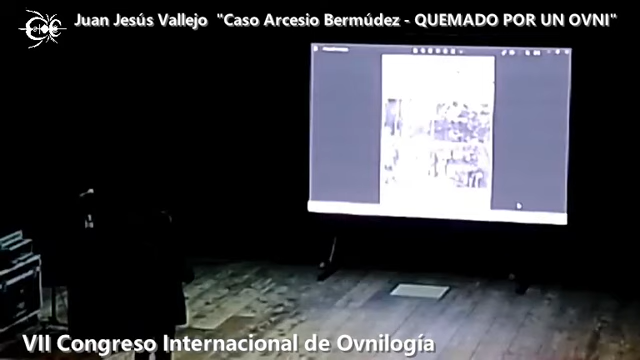 Juan Jesús Vallejo "Caso Arcesio Bermúdez - QUEMADO POR UN OVNI"
VII Congreso Internacional de Ovnilogía